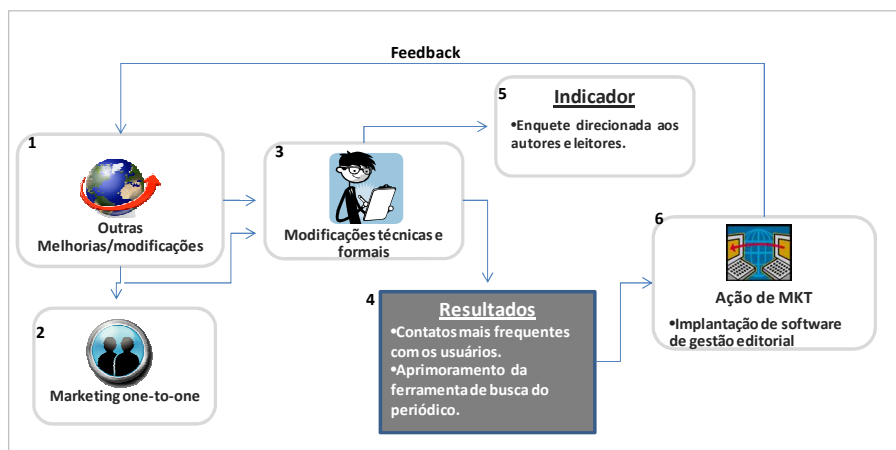 Feedback
1
Outras
Melhorias/modificações
2
Marketing one-to-one
3
Modificações técnicas e
formais
4
Resultados
•Contatos mais frequentes
com os usuários.
•Aprimoramento da
ferramenta de busca do
periódico.
5
Indicador
•Enquete direcionada aos
autores e leitores.
6
Ação de MKT
•Implantação de software
de gestão editorial